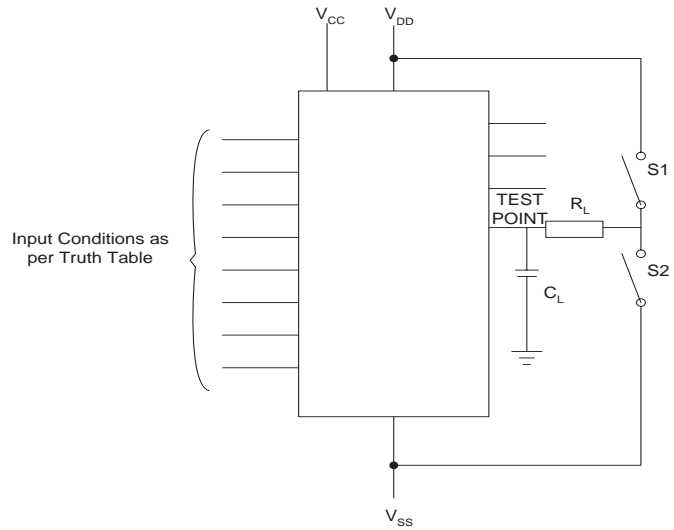 V_CC
V_DD
S1
TEST
POINT
R_L
Input Conditions as
per Truth Table
S2
C_L
V_SS